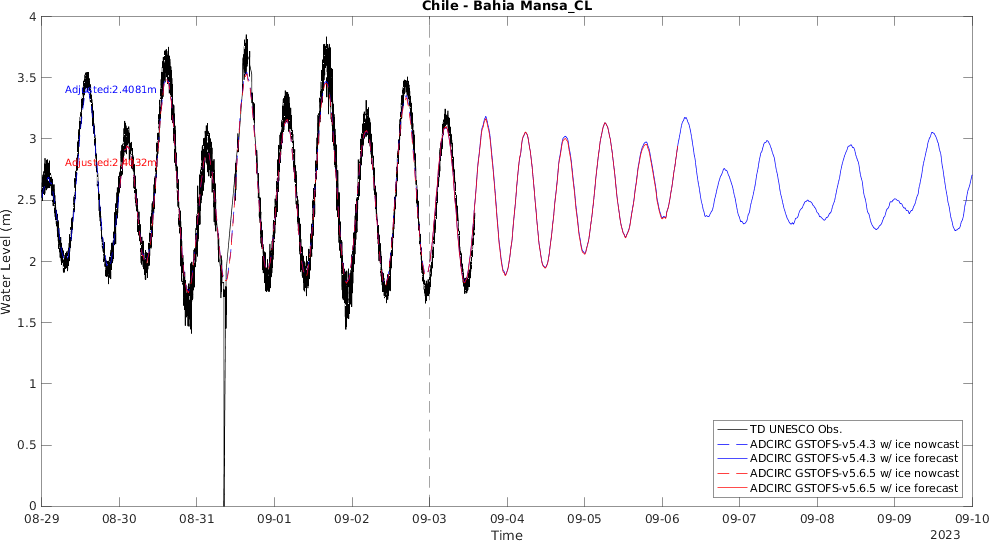 Chile - Bahia Mansa_CL
4
3.5
3
2.5
2
1.5
1
0.5
0
Water Level (m)
Adjusted:2.4081m
Adjusted:2.4032m
TD UNESCO Obs.
ADCIRC GSTOFS-v5.4.3 w/ ice nowcast
ADCIRC GSTOFS-v5.4.3 w/ ice forecast
ADCIRC GSTOFS-v5.6.5 w/ ice nowcast
ADCIRC GSTOFS-v5.6.5 w/ ice forecast
08-29 08-30 08-31 09-01 09-02 09-03 09-04 09-05 09-06 09-07 09-08 09-09 09-10
Time
2023